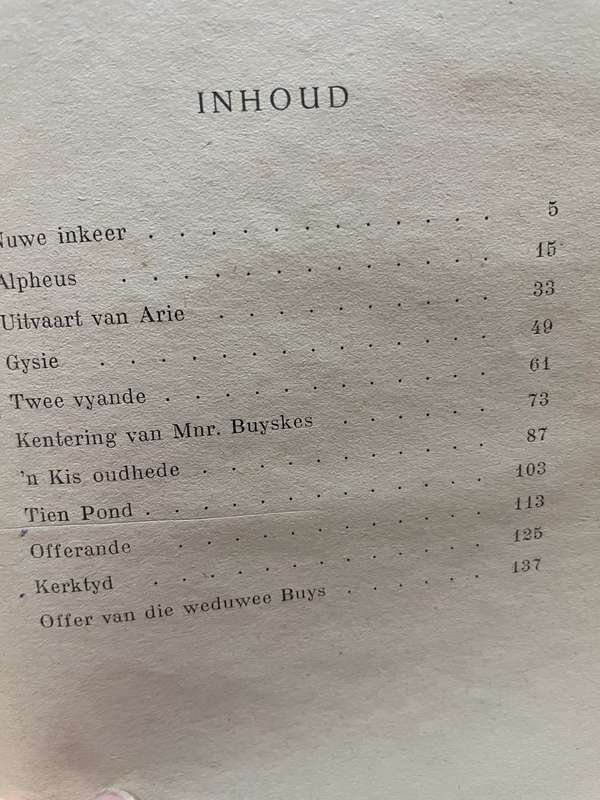 INHOUD
Nuwe inkeer . . . . . . . . . . . . 5
Alpheus . . . . . . . . . . . . . 15
Uitvaart van Arie . . . . . . . . . . 33
Gysie . . . . . . . . . . . . . 49
Twee vyande . . . . . . . . . . . 61
Kentering van Mnr. Buyskes . . . . . 73
'n Kis oudhede . . . . . . . . . . 87
Tien Pond . . . . . . . . . . . . 103
Offerande . . . . . . . . . . . 113
Kerktyd . . . . . . . . . . . . 125
Offer van die weduwee Buys . . . . . . 137